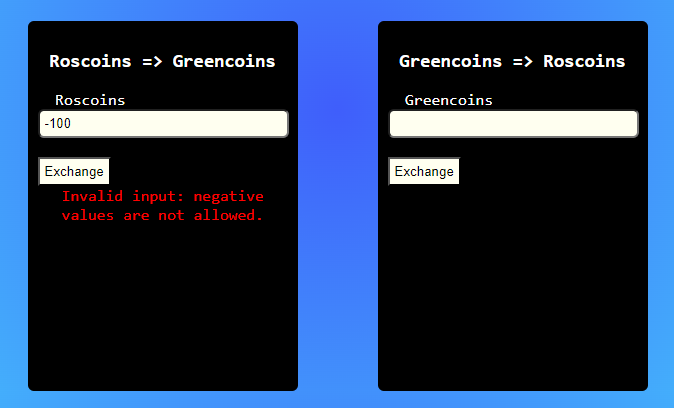 Roscoins => Greencoins
Roscoins
-100
Exchange
Invalid input: negative
values are not allowed.
Greencoins => Roscoins
Greencoins
Exchange